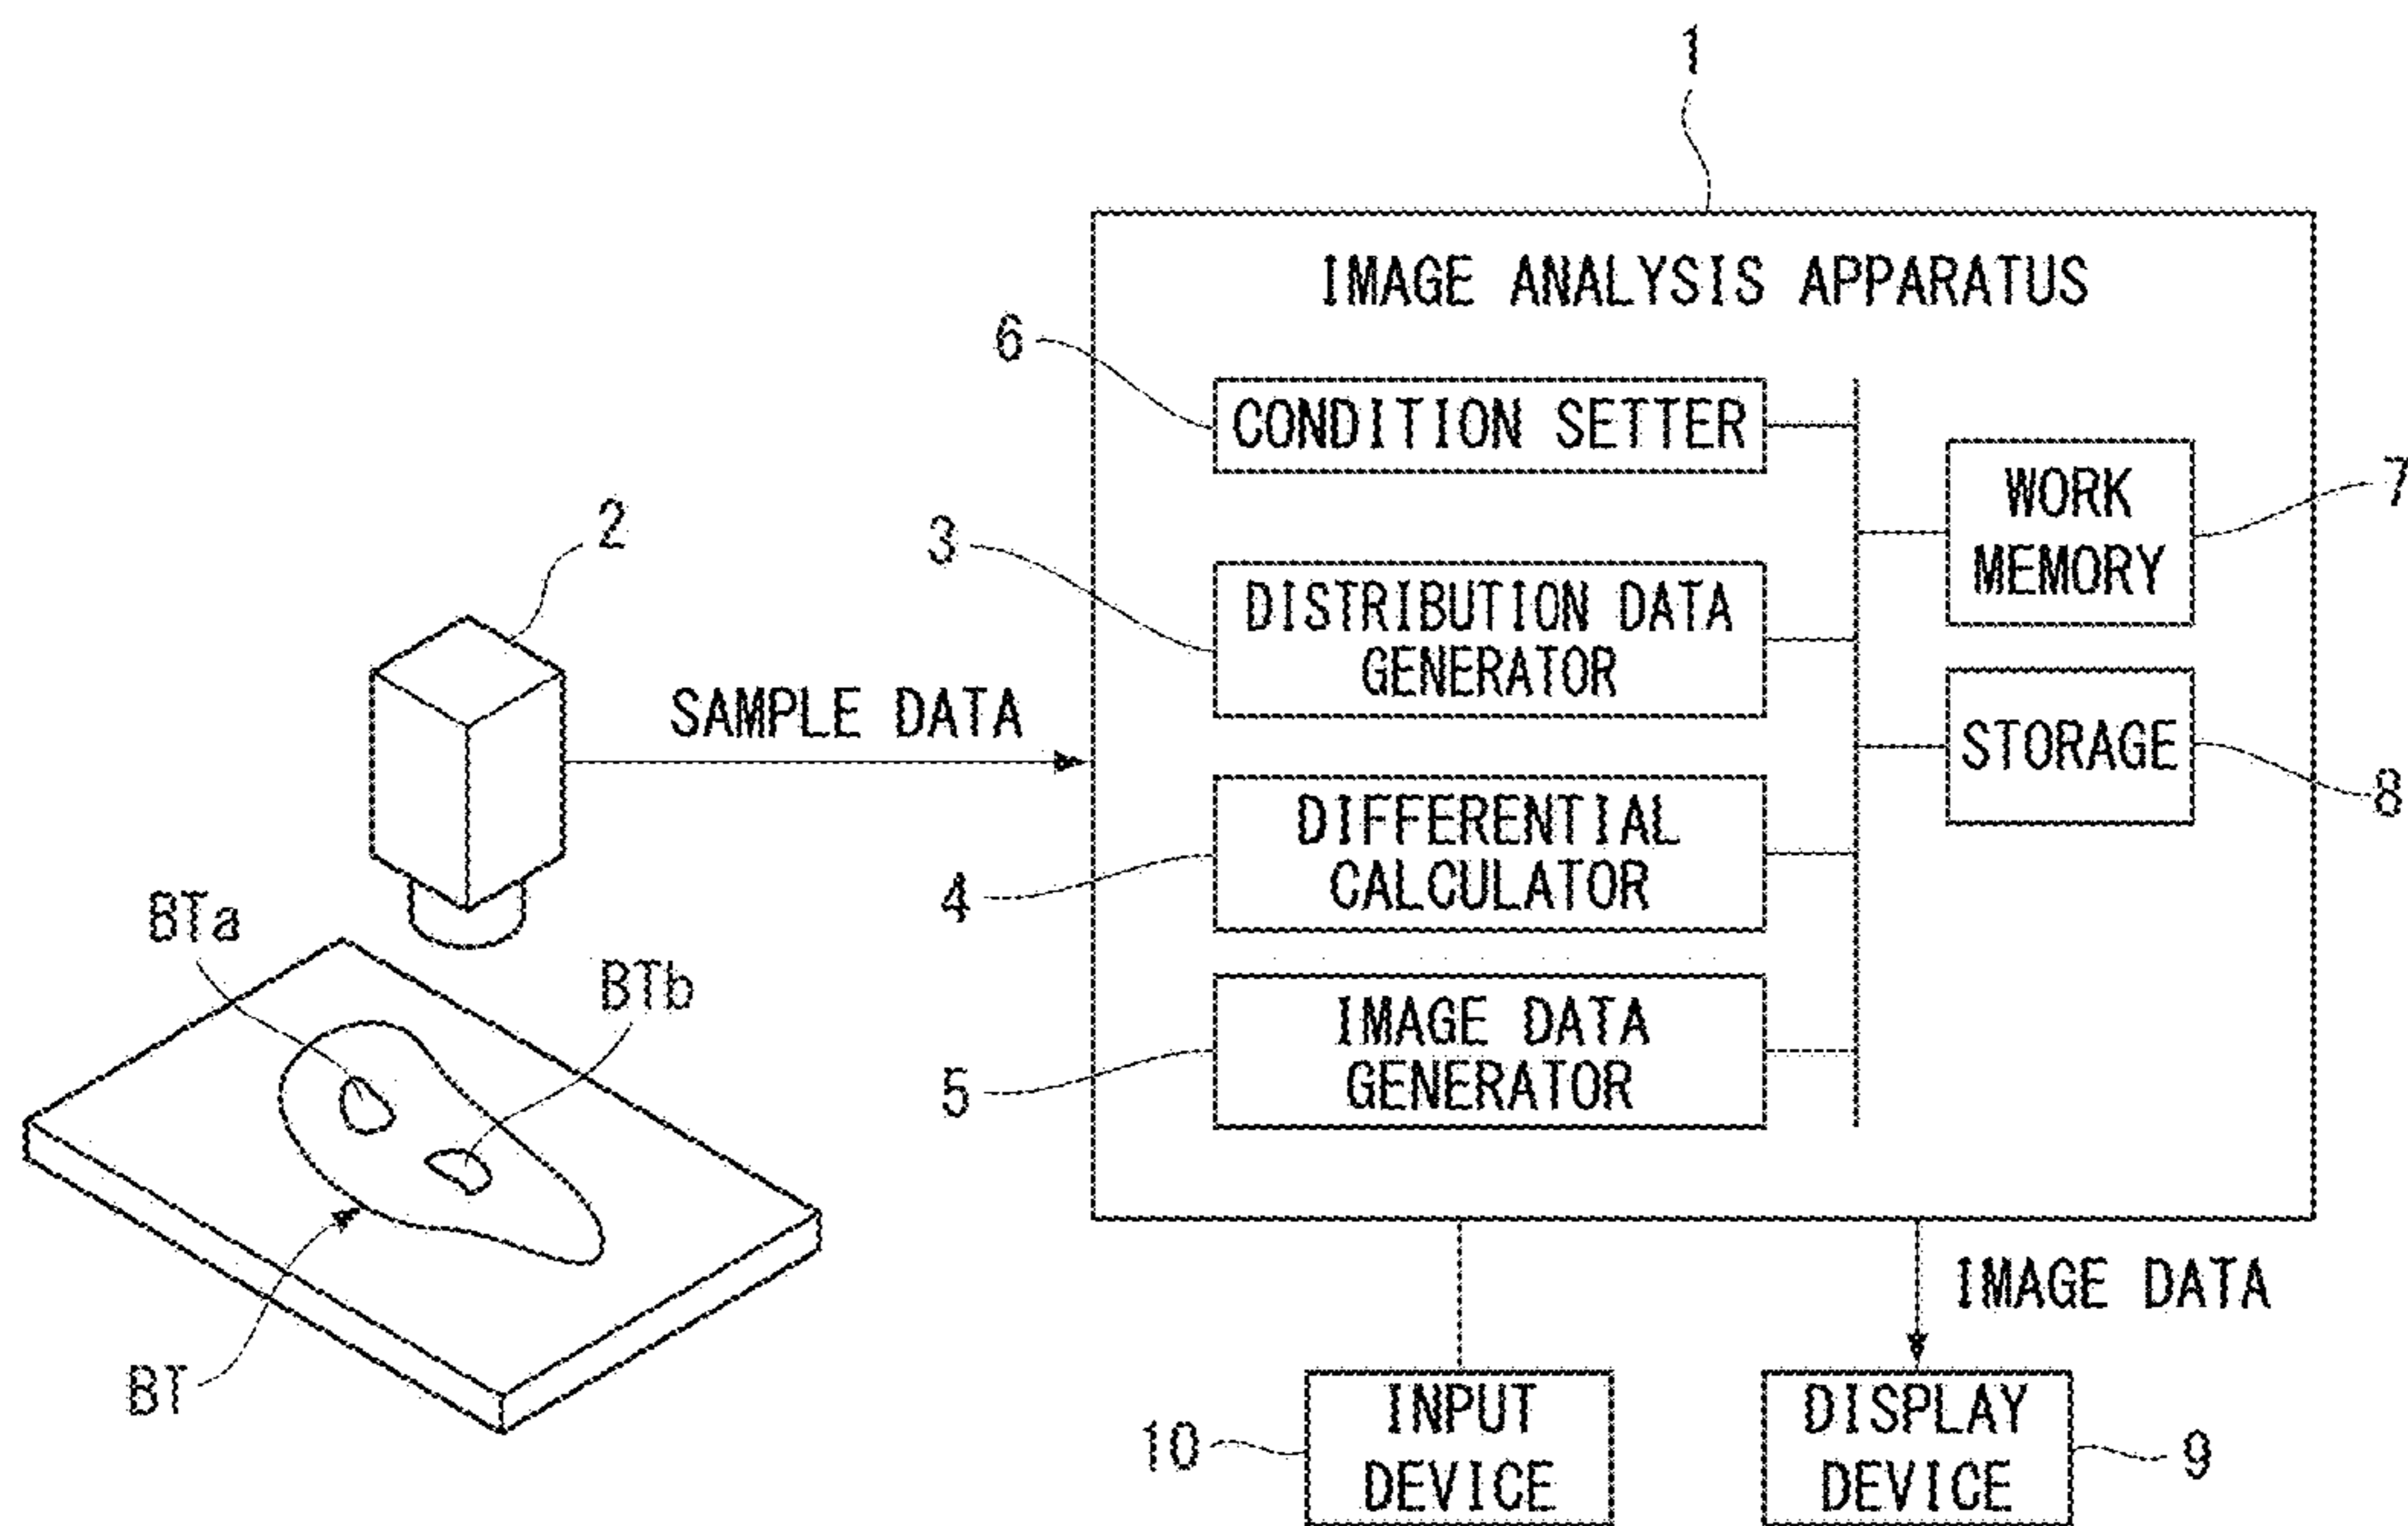 1
IMAGE ANALYSIS APPARATUS
6
CONDITION SETTER
WORK
MEMORY
7
2
3
DISTRIBUTION DATA
GENERATOR
SAMPLE DATA
STORAGE
8
DIFFERENTIAL
CALCULATOR
4
BTa
BTb
IMAGE DATA
GENERATOR
5
BT
IMAGE DATA
10
INPUT
DEVICE
DISPLAY
DEVICE
9